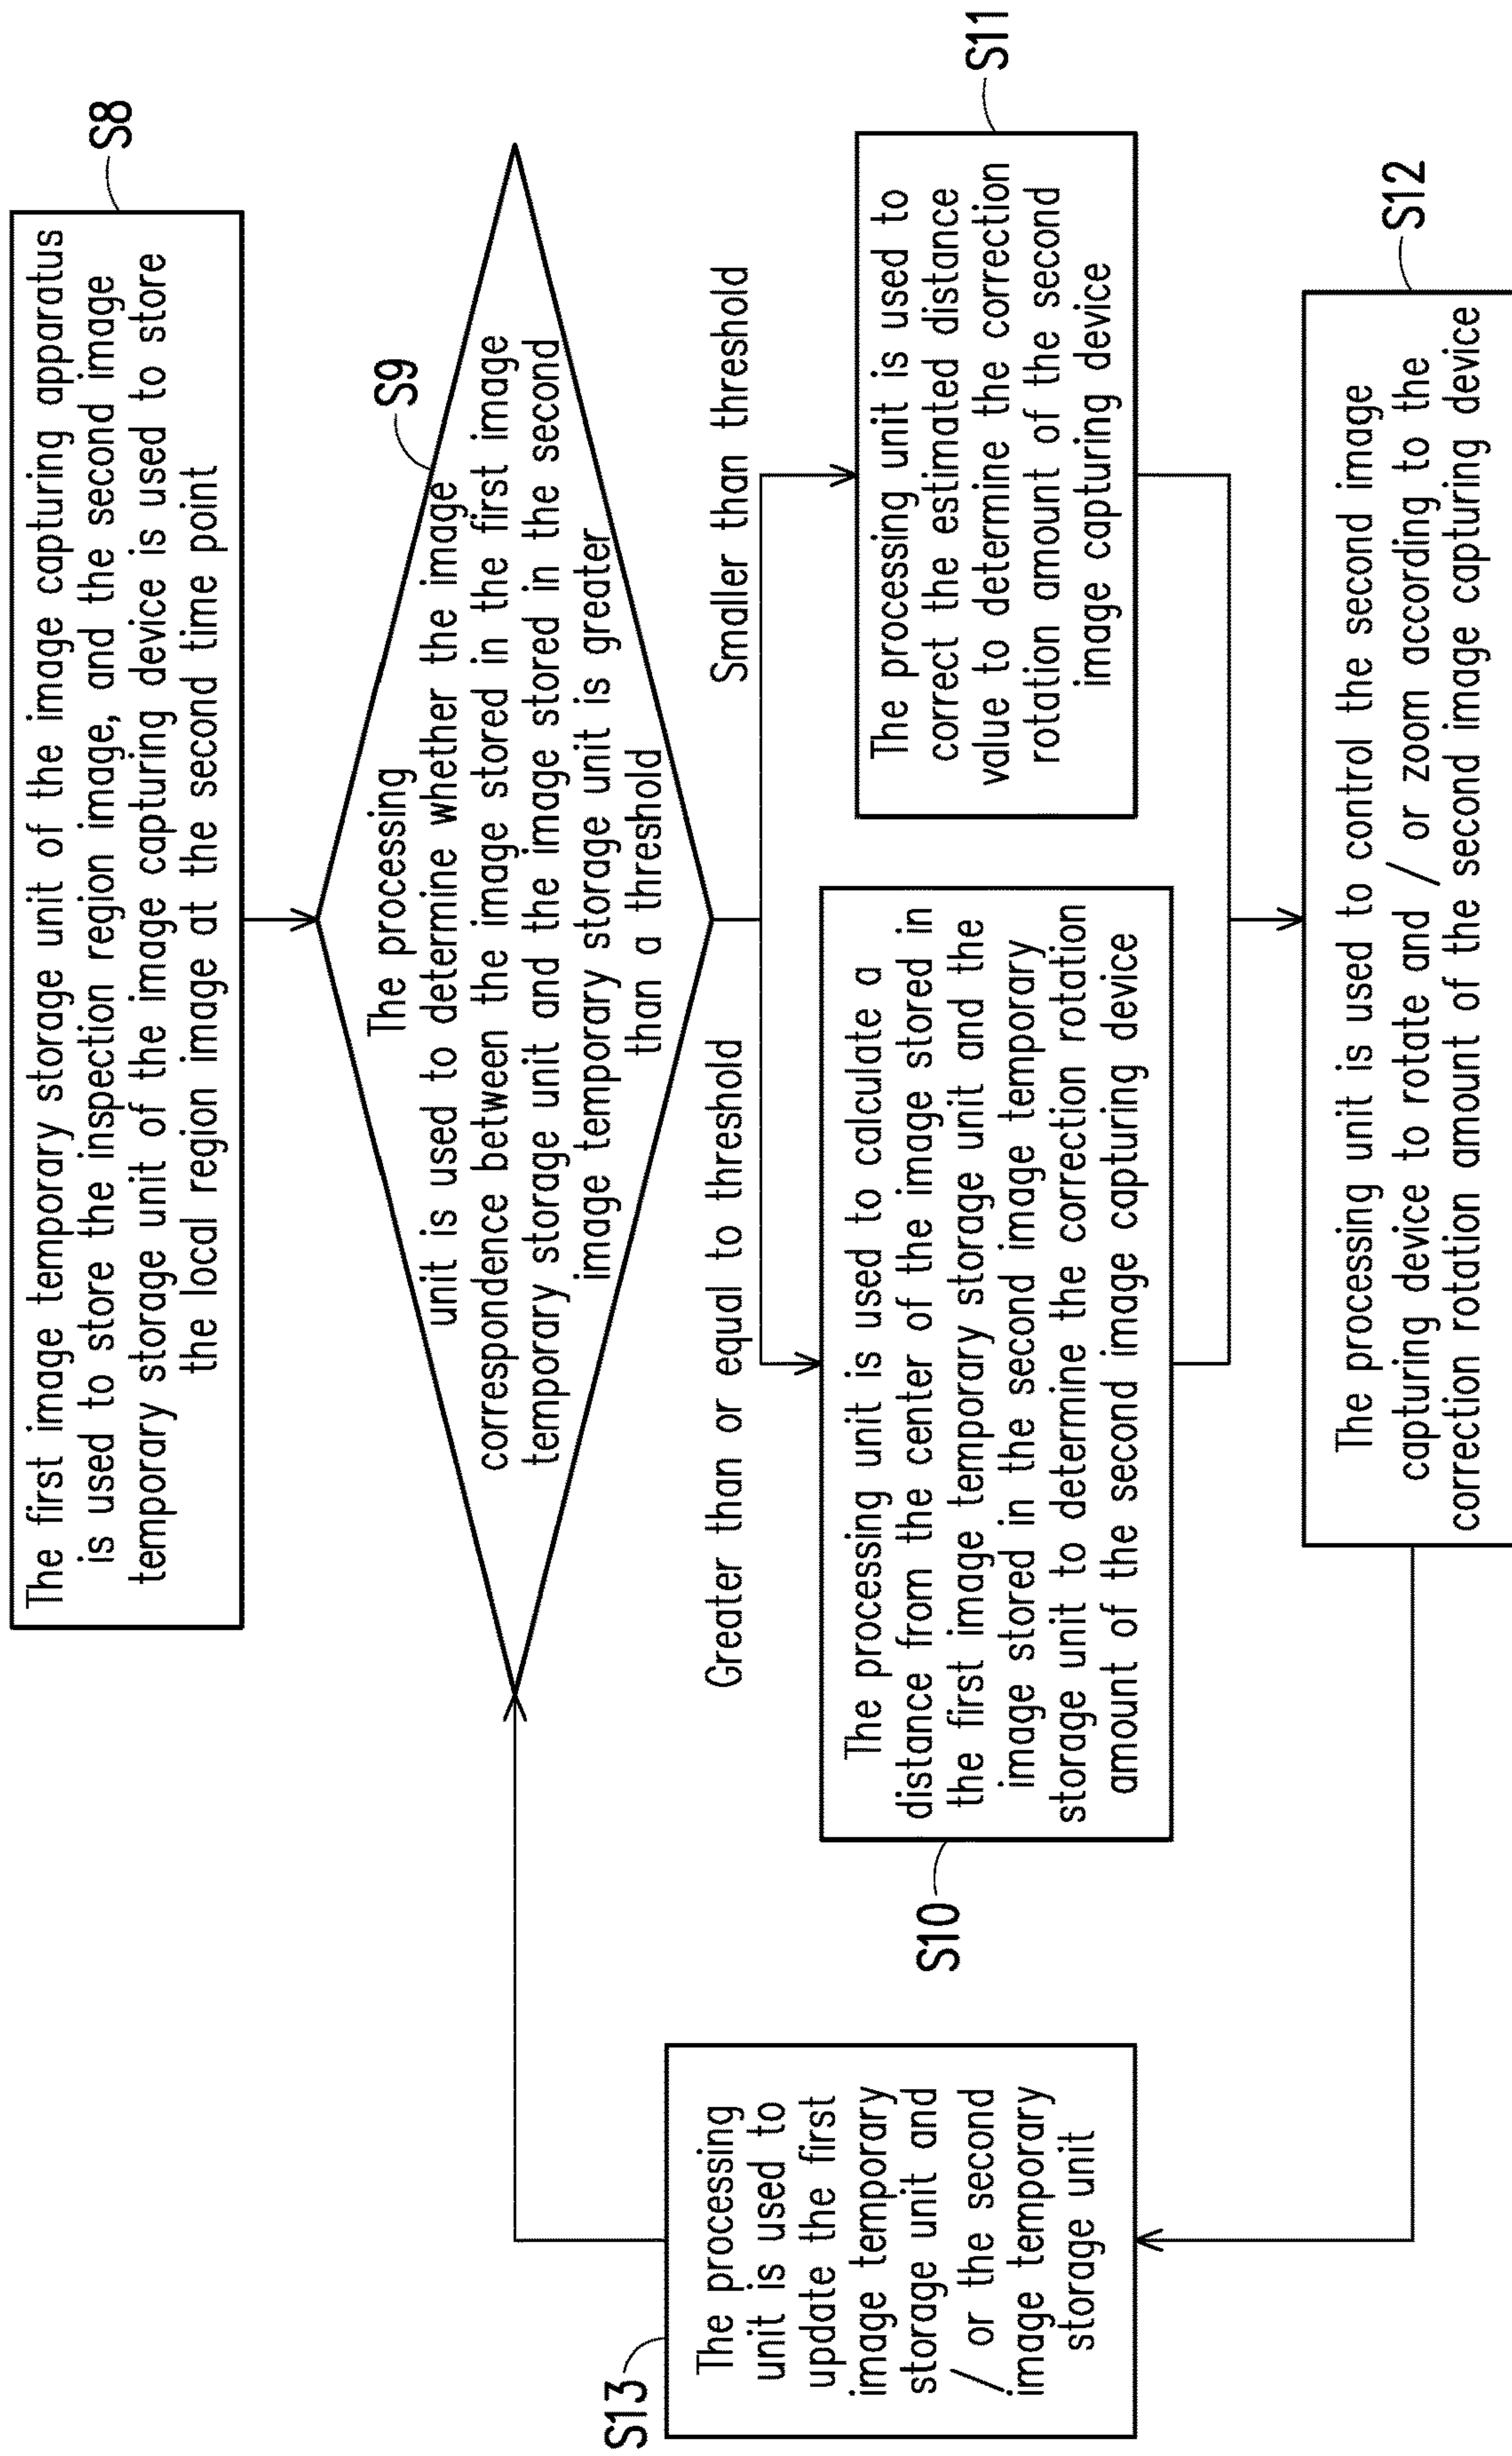 S8
The first image temporary storage unit of the image capturing apparatus
is used to store the inspection region image, and the second image
temporary storage unit of the image capturing device is used to store
the local region image at the second time point
S9
The processing
unit is used to determine whether the image
correspondence between the image stored in the first image
temporary storage unit and the image stored in the second
image temporary storage unit is greater
than a threshold
Greater than or equal to threshold
Smaller than threshold
S10
The processing unit is used to calculate a
distance from the center of the image stored in
the first image temporary storage unit and the
image stored in the second image temporary
storage unit to determine the correction rotation
amount of the second image capturing device
S11
The processing unit is used to
correct the estimated distance
value to determine the correction
rotation amount of the second
image capturing device
S12
The processing unit is used to control the second image
capturing device to rotate and / or zoom according to the
correction rotation amount of the second image capturing device
S13
The processing
unit is used to
update the first
image temporary
storage unit and
/ or the second
image temporary
storage unit